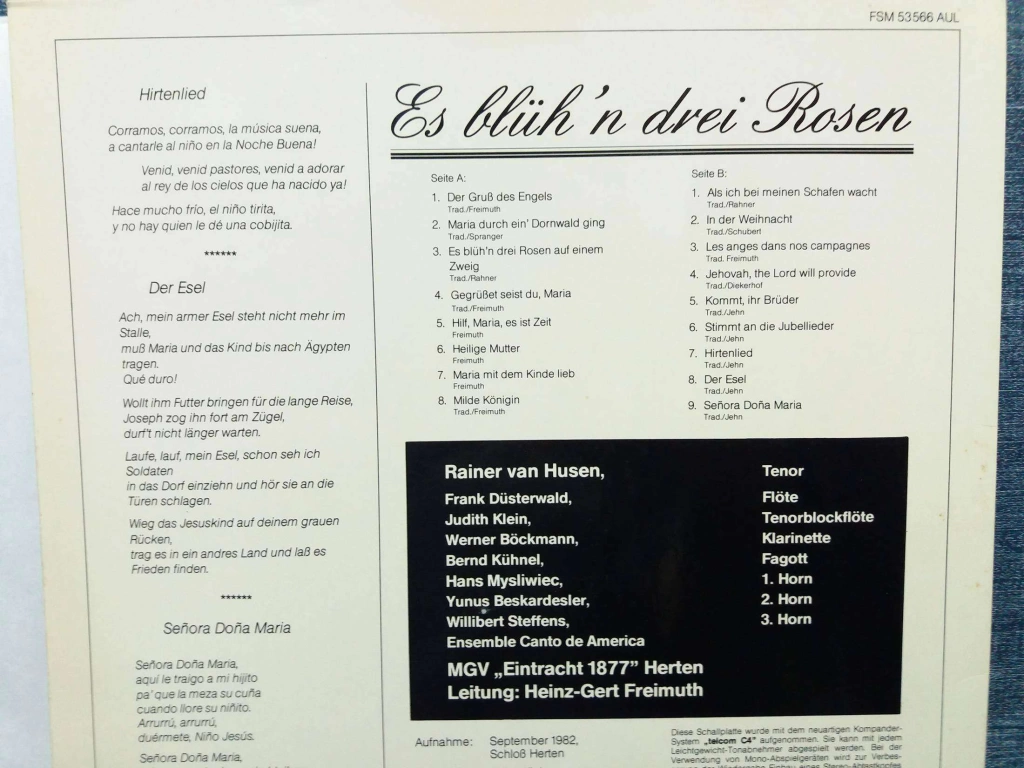 FSM 53566 AUL
Hirtenlied
Corramos, corramos, la música suena,
a cantarle al niño en la Noche Buena!
Venid, venid pastores, venid a adorar
al rey de los cielos que ha nacido ya!
Hace mucho frío, el niño tirita,
y no hay quien le dé una cobijita.
******
Der Esel
Ach, mein armer Esel steht nicht mehr im
Stalle,
muß Maria und das Kind bis nach Ägypten
tragen.
Qué duro!
Wollt ihm Futter bringen für die lange Reise,
Joseph zog ihn fort am Zügel,
durft nicht länger warten.
Laufe, lauf, mein Esel, schon seh ich
Soldaten
in das Dorf einziehn und hör sie an die
Türen schlagen.
Wieg das Jesuskind auf deinem grauen
Rücken,
trag es in ein andres Land und laß es
Frieden finden.
******
Señora Doña Maria
Señora Doña Maria,
aquí le traigo a mi hijito
pa' que la meza su cuña
cuando llore su niñito.
Arrurrú, arrurrú,
duérmete, Niño Jesús.
Señora Doña Maria,
Es blüh'n drei Rosen
Seite A:
1. Der Gruß des Engels
Trad./Freimuth
2. Maria durch ein' Dornwald ging
Trad./Spranger
3. Es blüh'n drei Rosen auf einem
Zweig
Trad./Rahner
4. Gegrüßet seist du, Maria
Trad./Freimuth
5. Hilf, Maria, es ist Zeit
Freimuth
6. Heilige Mutter
Freimuth
7. Maria mit dem Kinde lieb
Freimuth
8. Milde Königin
Trad./Freimuth
Seite B:
1. Als ich bei meinen Schafen wacht
Trad./Rahner
2. In der Weihnacht
Trad./Schubert
3. Les anges dans nos campagnes
Trad. Freimuth
4. Jehovah, the Lord will provide
Trad./Diekerhof
5. Kommt, ihr Brüder
Trad./Jehn
6. Stimmt an die Jubellieder
Trad./Jehn
7. Hirtenlied
Trad./Jehn
8. Der Esel
Trad./Jehn
9. Señora Doña Maria
Trad./Jehn
Rainer van Husen, Tenor
Frank Düsterwald, Flöte
Judith Klein, Tenorblockflöte
Werner Böckmann, Klarinette
Bernd Kühnel, Fagott
Hans Mysliwiec, 1. Horn
Yunus Beskardesler, 2. Horn
Willibert Steffens, 3. Horn
Ensemble Canto de America
MGV „Eintracht 1877" Herten
Leitung: Heinz-Gert Freimuth
Aufnahme: September 1982,
Schloß Herten
Diese Schallplatte wurde mit dem neuartigen Kompander-
System „telcom C4" aufgenommen. Sie kann mit jedem
Leichtgewicht-Tonabnehmer abgespielt werden. Bei der
Verwendung von Mono-Abspielgeräten wird zur Verbes-